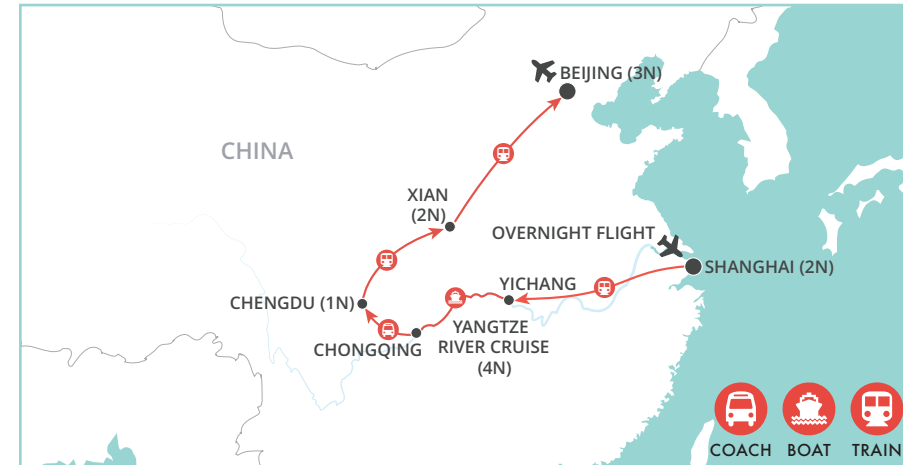 BEIJING (3N)
CHINA
XIAN
(2N)
OVERNIGHT FLIGHT
SHANGHAI (2N)
YICHANG
CHENGDU (1N)
CHONGQING
YANGTZE
RIVER CRUISE
(4N)
COACH BOAT TRAIN